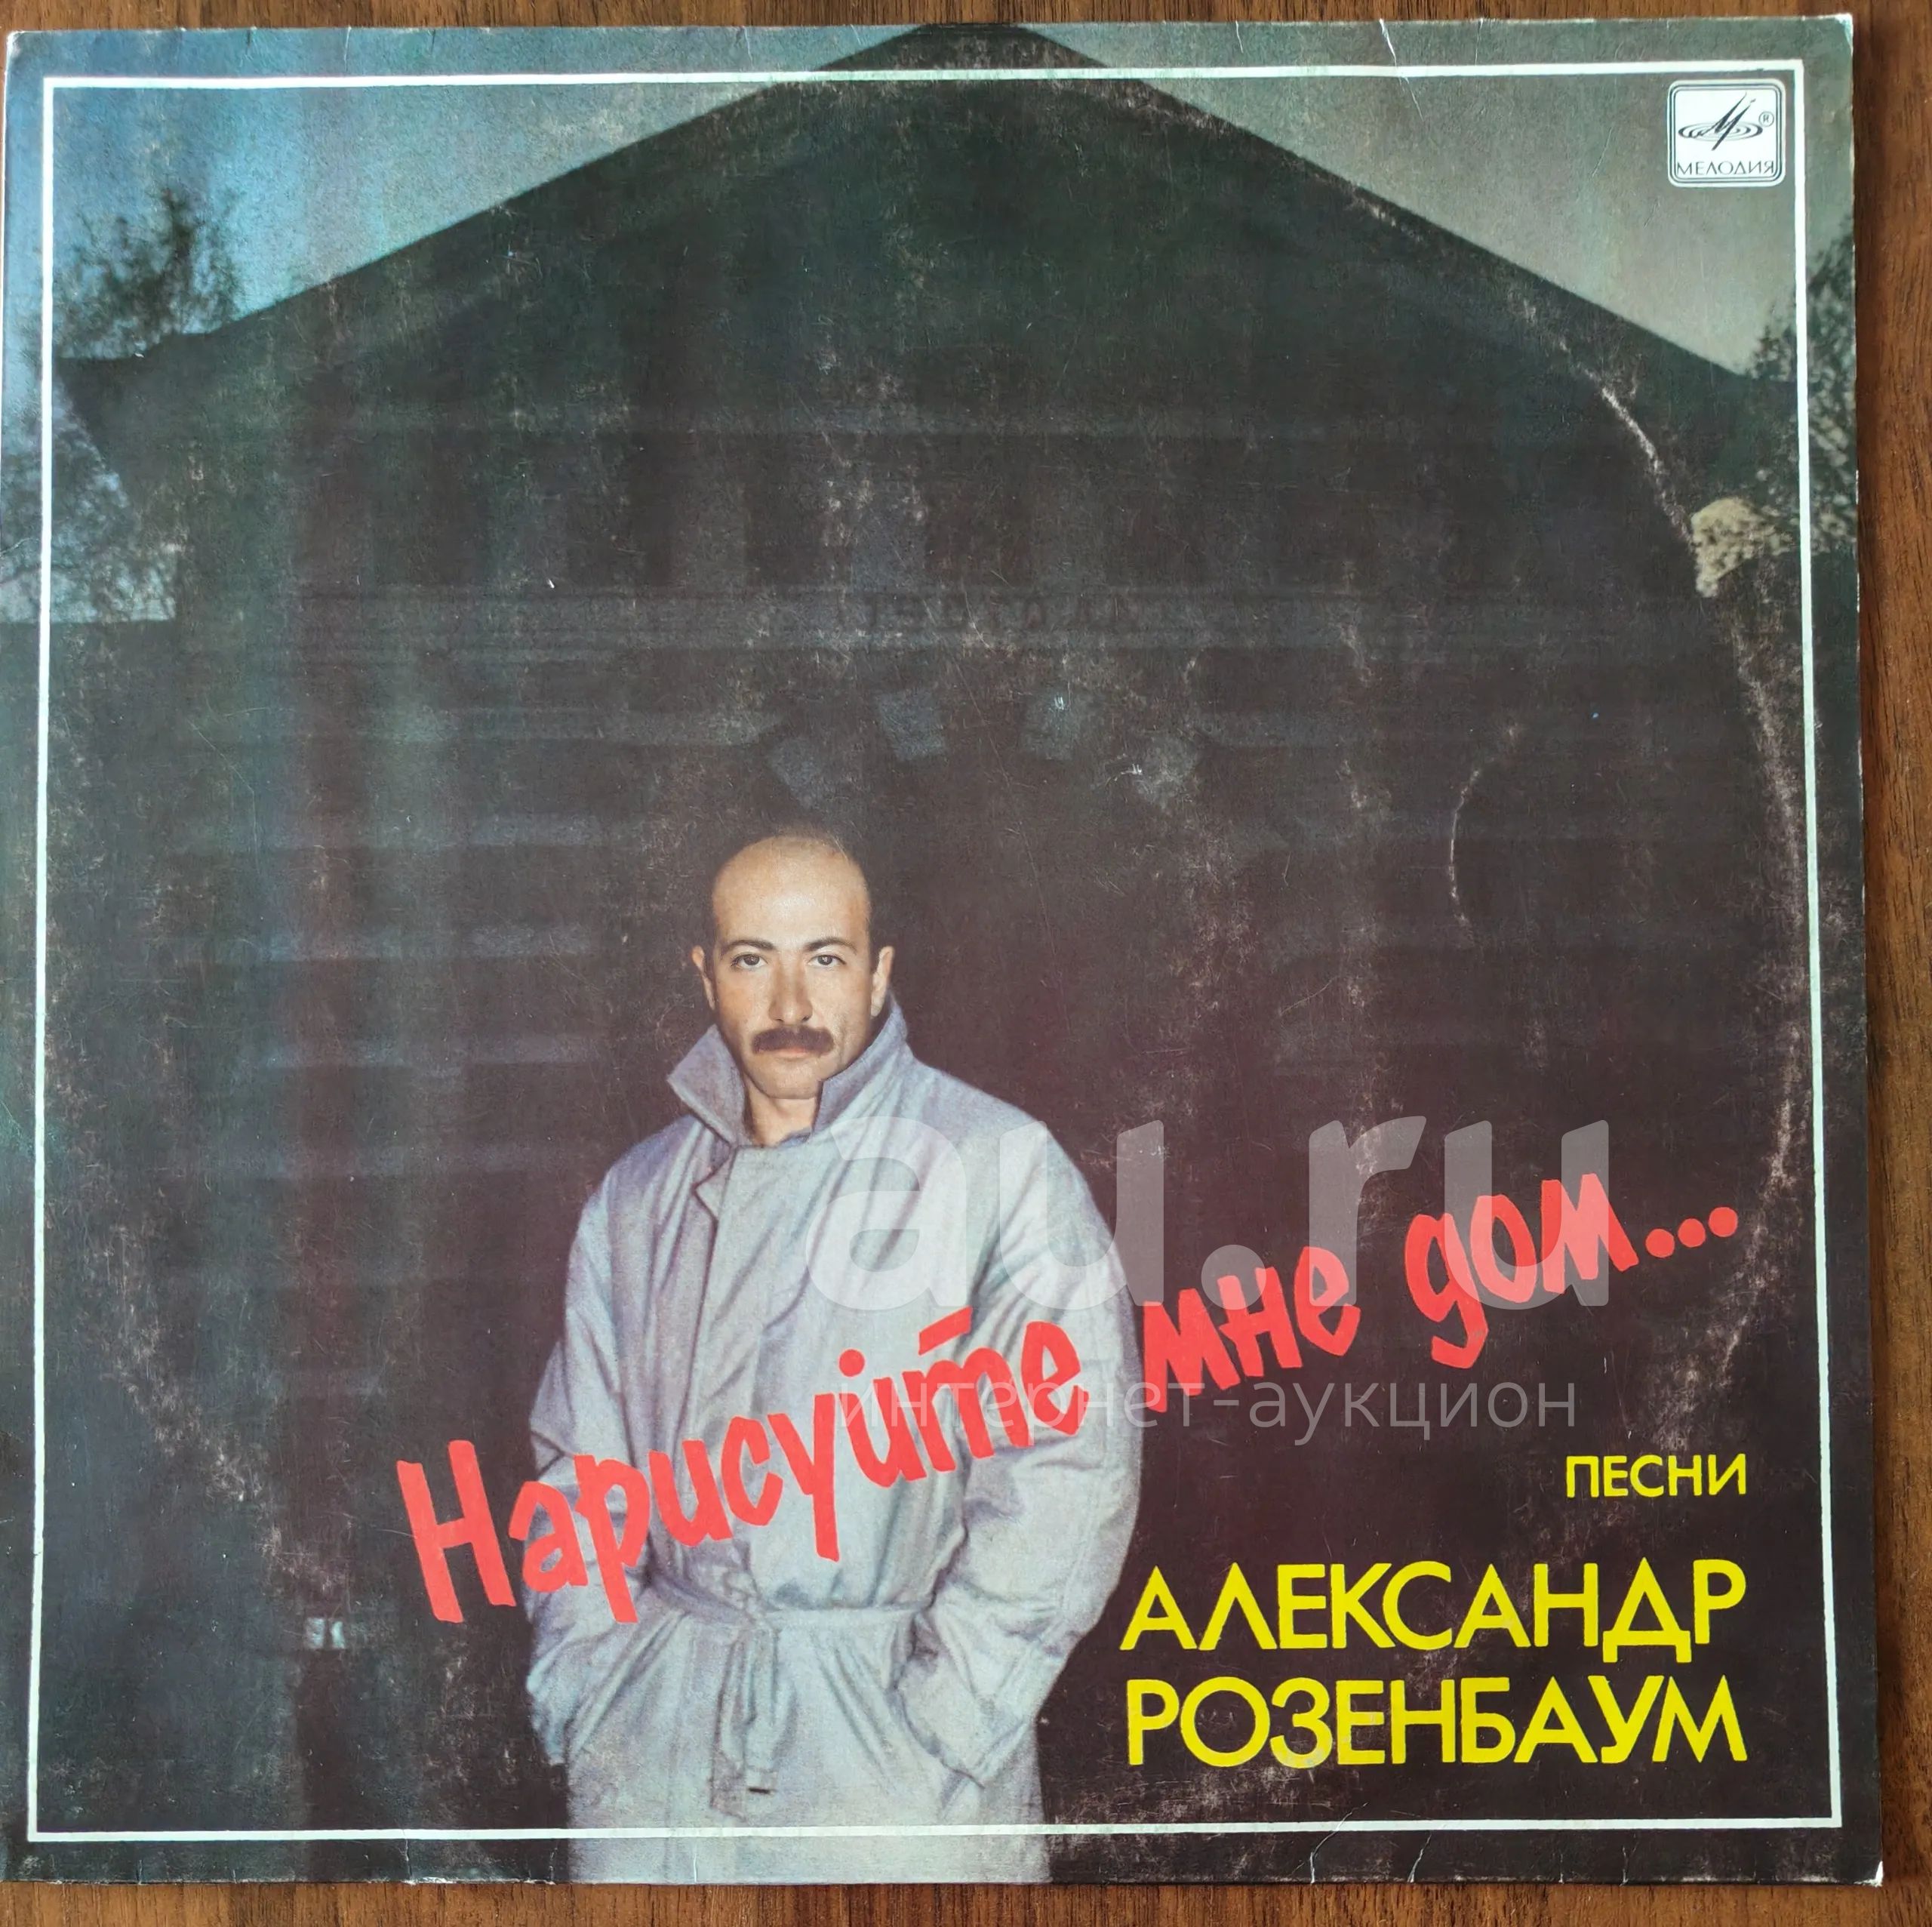 МЕЛОДИЯ
Нарисуйте мне дом...
au.ru
интернет-аукцион
ПЕСНИ
АЛЕКСАНДР
РОЗЕНБАУМ